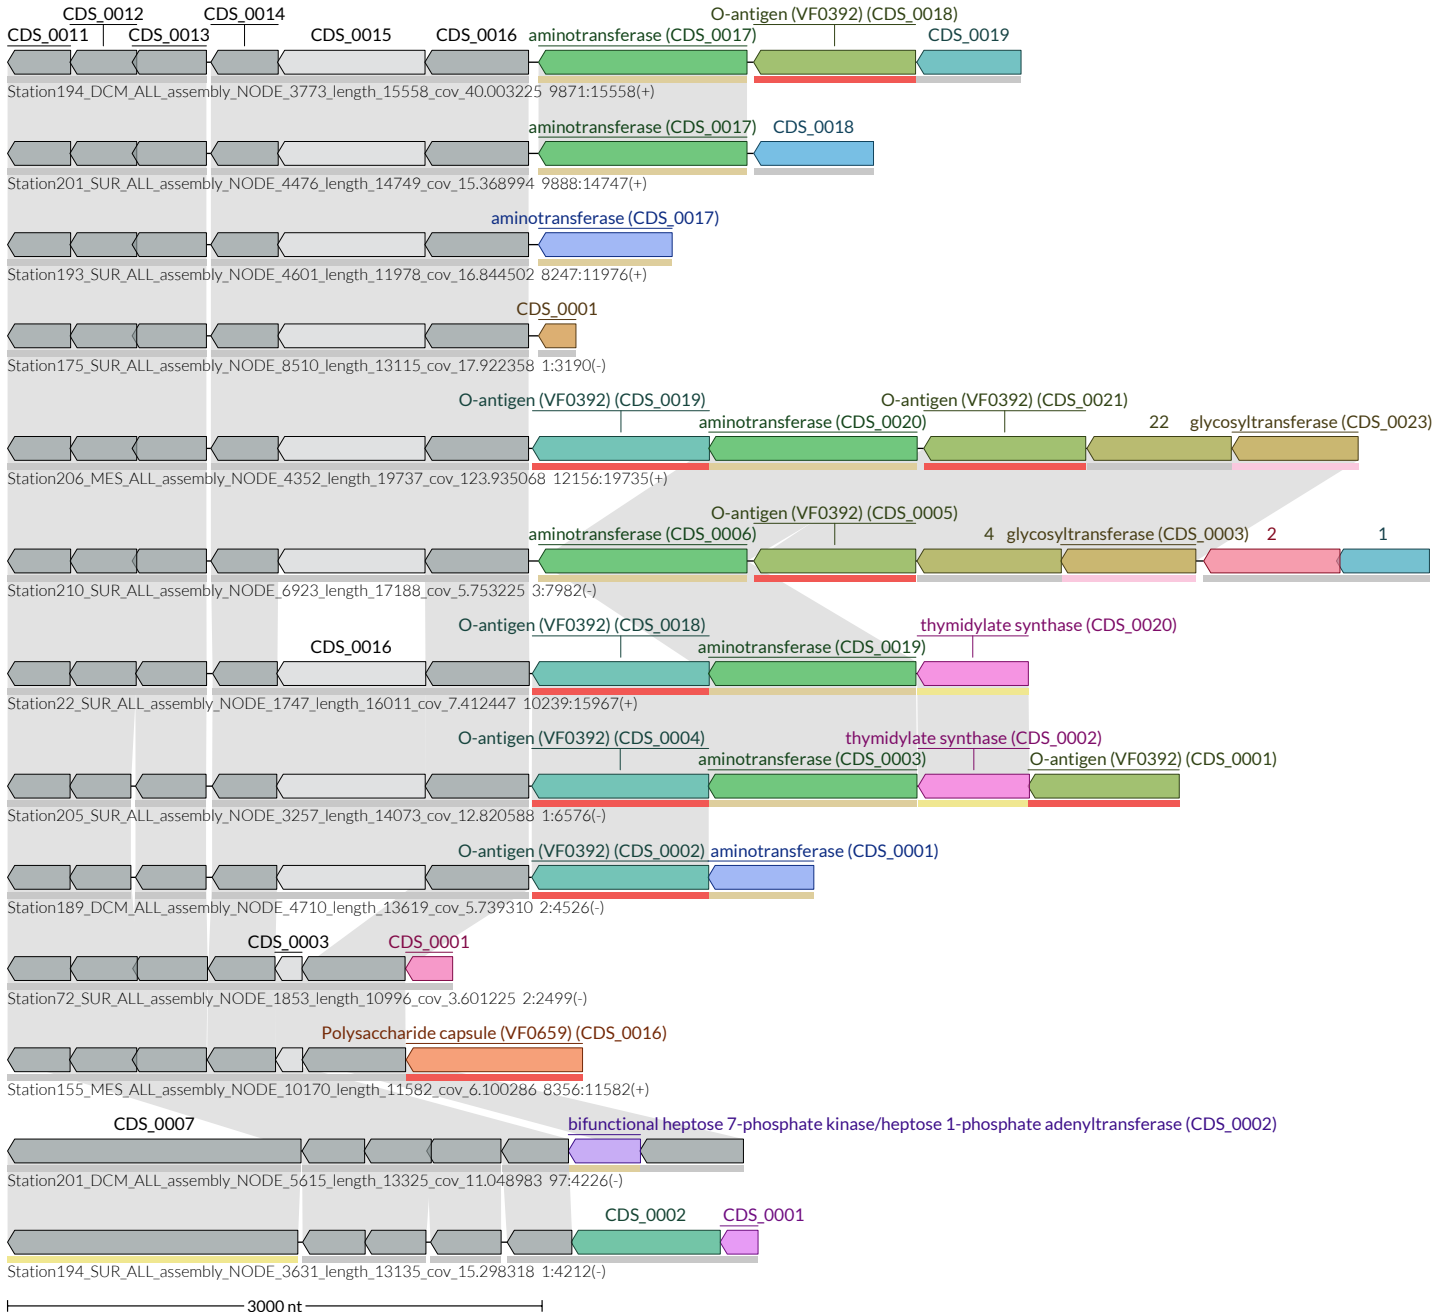 CDS_0012 CDS_0014 O-antigen (VF0392) (CDS_0018)
CDS_0011 CDS_0013 CDS_0015 CDS_0016 aminotransferase (CDS_0017) CDS_0019
Station194_DCM_ALL_assembly_NODE_3773_length_15558_cov_40.003225 9871:15558(+)
aminotransferase (CDS_0017) CDS_0018
Station201_SUR_ALL_assembly_NODE_4476_length_14749_cov_15.368994 9888:14747(+)
aminotransferase (CDS_0017)
Station193_SUR_ALL_assembly_NODE_4601_length_11978_cov_16.844502 8247:11976(+)
CDS_0001
Station175_SUR_ALL_assembly_NODE_8510_length_13115_cov_17.922358 1:3190(-)
O-antigen (VF0392) (CDS_0019) O-antigen (VF0392) (CDS_0021)
aminotransferase (CDS_0020) 22 glycosyltransferase (CDS_0023)
Station206_MES_ALL_assembly_NODE_4352_length_19737_cov_123.935068 12156:19735(+)
O-antigen (VF0392) (CDS_0005)
aminotransferase (CDS_0006) 4 glycosyltransferase (CDS_0003) 2 1
Station210_SUR_ALL_assembly_NODE_6923_length_17188_cov_5.753225 3:7982(-)
O-antigen (VF0392) (CDS_0018) thymidylate synthase (CDS_0020)
CDS_0016 aminotransferase (CDS_0019)
Station22_SUR_ALL_assembly_NODE_1747_length_16011_cov_7.412447 10239:15967(+)
O-antigen (VF0392) (CDS_0004) thymidylate synthase (CDS_0002)
aminotransferase (CDS_0003) O-antigen (VF0392) (CDS_0001)
Station205_SUR_ALL_assembly_NODE_3257_length_14073_cov_12.820588 1:6576(-)
O-antigen (VF0392) (CDS_0002) aminotransferase (CDS_0001)
Station189_DCM_ALL_assembly_NODE_4710_length_13619_cov_5.739310 2:4526(-)
CDS_0003 CDS_0001
Station72_SUR_ALL_assembly_NODE_1853_length_10996_cov_3.601225 2:2499(-)
Polysaccharide capsule (VF0659) (CDS_0016)
Station155_MES_ALL_assembly_NODE_10170_length_11582_cov_6.100286 8356:11582(+)
CDS_0007 bifunctional heptose 7-phosphate kinase/heptose 1-phosphate adenyltransferase (CDS_0002)
Station201_DCM_ALL_assembly_NODE_5615_length_13325_cov_11.048983 97:4226(-)
CDS_0002 CDS_0001
Station194_SUR_ALL_assembly_NODE_3631_length_13135_cov_15.298318 1:4212(-)
3000 nt